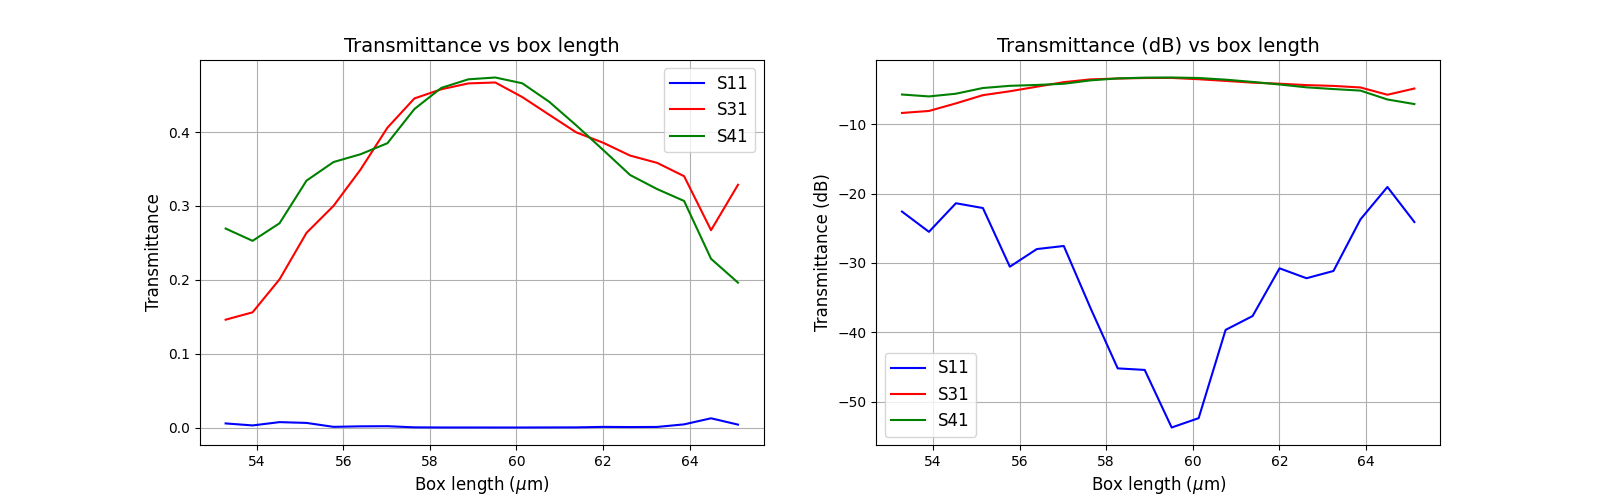 Transmittance vs box length
Transmittance
0.4
0.3
0.2
0.1
0.0
S11
S31
S41
54 56 58 60 62 64
Box length (μm)
Transmittance (dB) vs box length
Transmittance (dB)
−10
−20
−30
−40
−50
S11
S31
S41
54 56 58 60 62 64
Box length (μm)